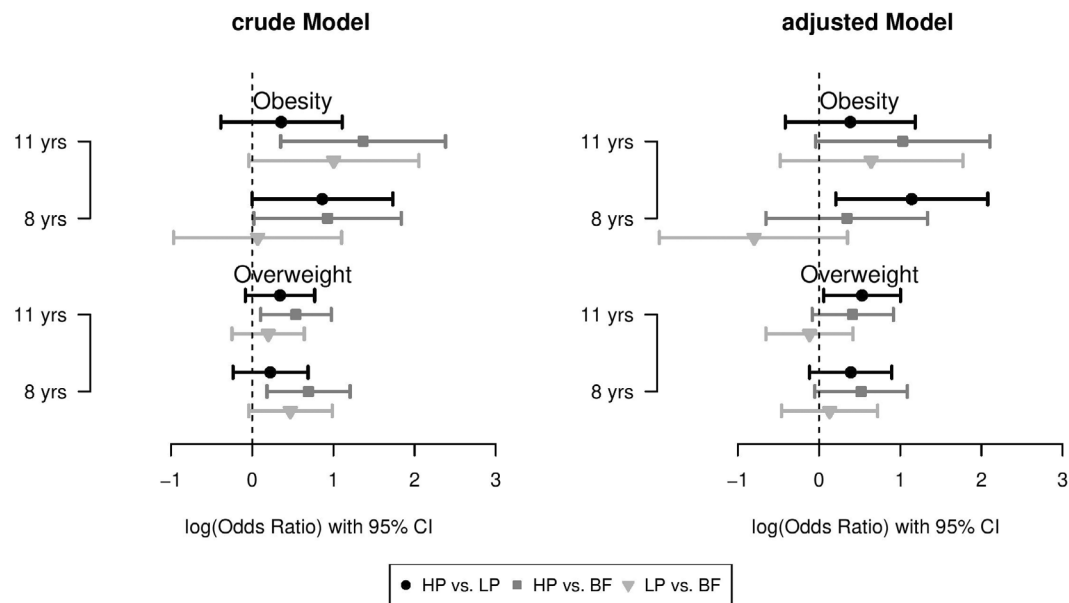 crude Model
Obesity
11 yrs
8 yrs
Overweight
11 yrs
8 yrs
−1 0 1 2 3
log(Odds Ratio) with 95% CI
adjusted Model
Obesity
11 yrs
8 yrs
Overweight
11 yrs
8 yrs
−1 0 1 2 3
log(Odds Ratio) with 95% CI
HP vs. LP HP vs. BF LP vs. BF